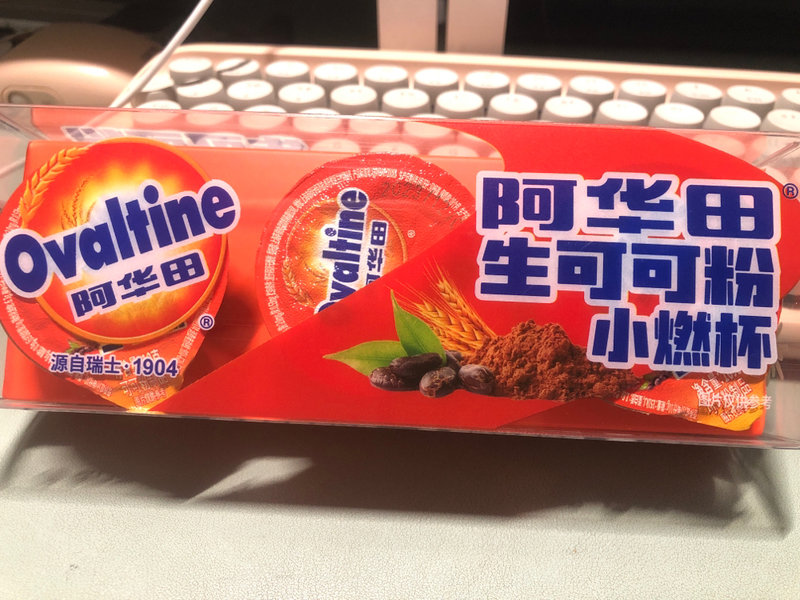 Ovaltine
阿华田
®
源自瑞士·1904
Ovaltine
阿华田
®
阿华田®
生可可粉
小燃杯
图片仅供参考